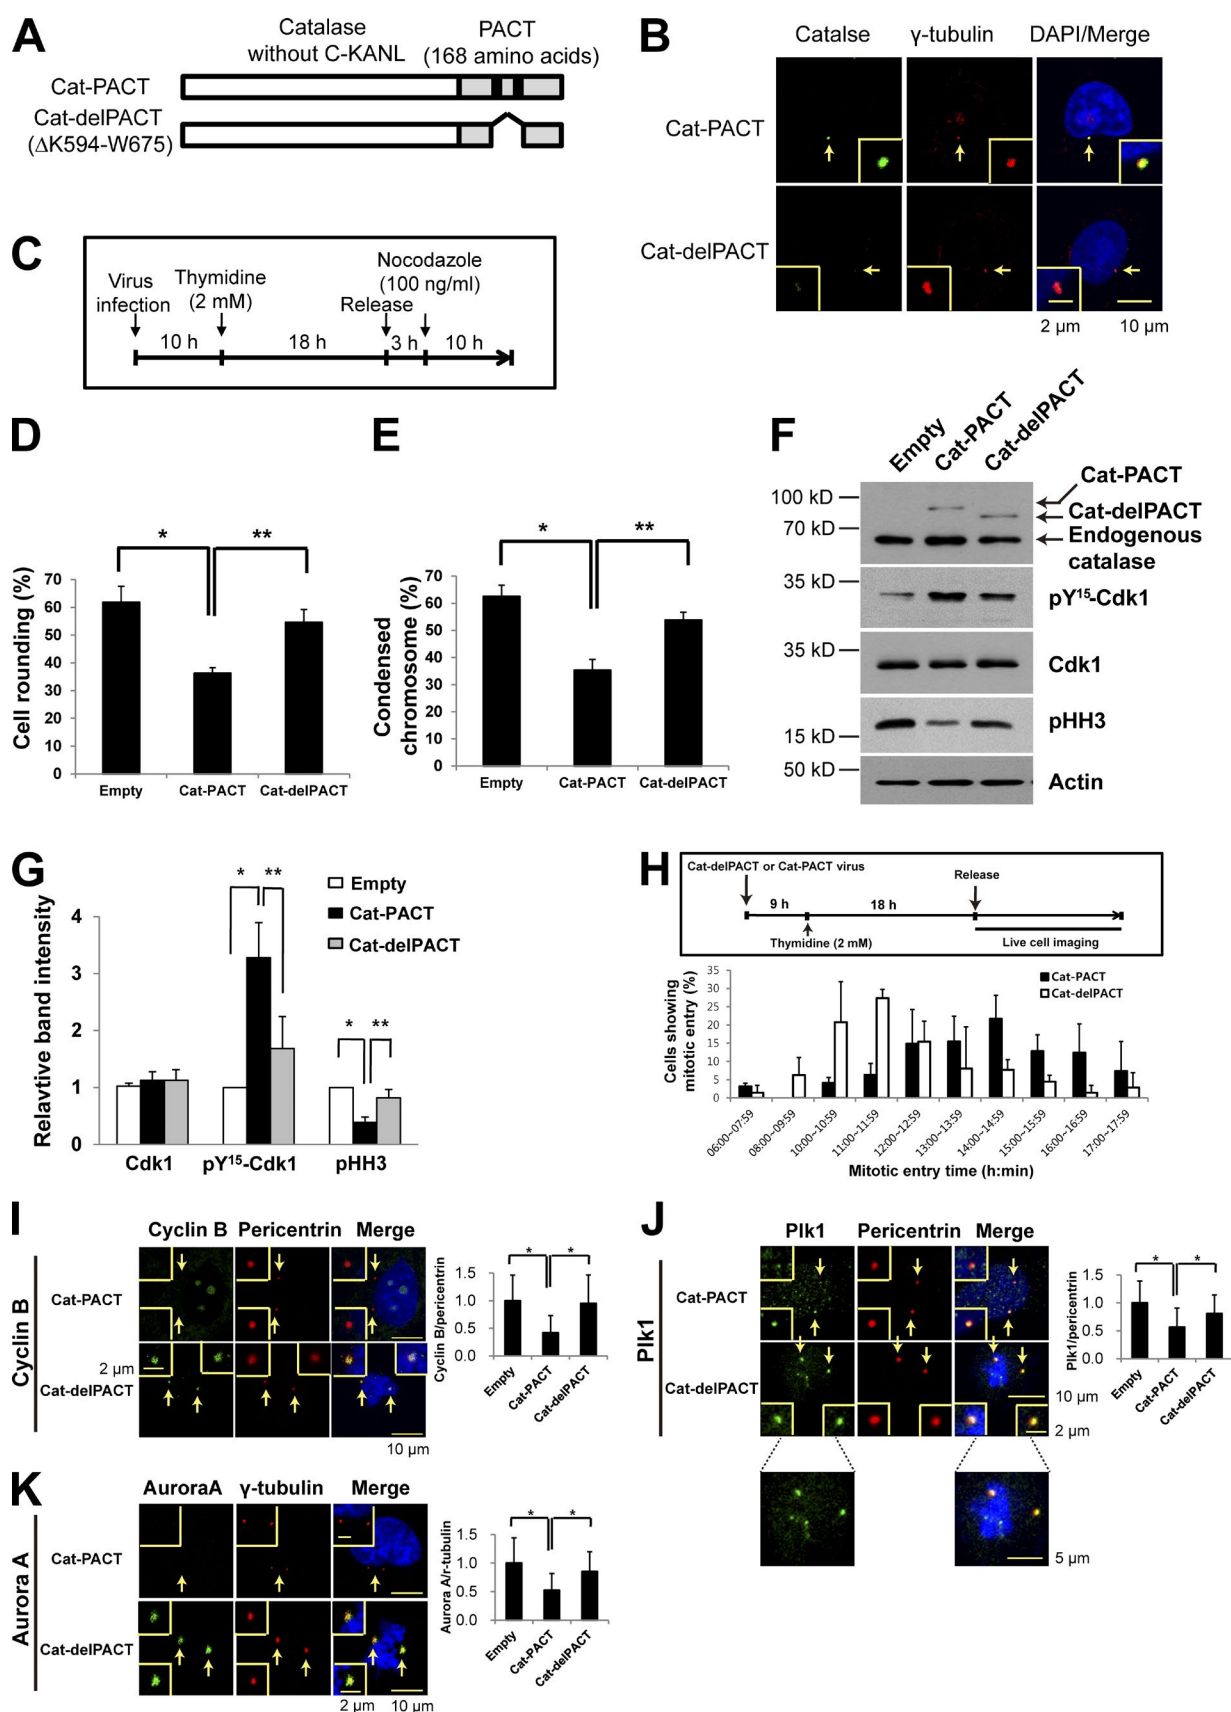 A
Catalase
without C-KANL
PACT
(168 amino acids)
Cat-PACT
Cat-delPACT
(ΔK594-W675)
B
Catalse
γ-tubulin
DAPI/Merge
Cat-PACT
Cat-delPACT
2 μm
10 μm
C
Virus
infection
Thymidine
(2 mM)
Release
Nocodazole
(100 ng/ml)
10 h
18 h
3 h
10 h
D
*
**
Cell rounding (%)
70
60
50
40
30
20
10
0
Empty
Cat-PACT
Cat-delPACT
E
*
**
Condensed
chromosome (%)
70
60
50
40
30
20
10
0
Empty
Cat-PACT
Cat-delPACT
F
Empty
Cat-PACT
Cat-delPACT
100 kD
70 kD
35 kD
35 kD
15 kD
50 kD
Cat-PACT
Cat-delPACT
Endogenous
catalase
pY15-Cdk1
Cdk1
pHH3
Actin
G
Relavtive band intensity
4
3
2
1
0
*
**
*
**
Empty
Cat-PACT
Cat-delPACT
Cdk1
pY15-Cdk1
pHH3
H
Cat-delPACT or Cat-PACT virus
Release
9 h
18 h
Thymidine (2 mM)
Live cell imaging
Cells showing
mitotic entry (%)
35
30
25
20
15
10
5
0
Cat-PACT
Cat-delPACT
06:00~07:59
08:00~09:59
10:00~10:59
11:00~11:59
12:00~12:59
13:00~13:59
14:00~14:59
15:00~15:59
16:00~16:59
17:00~17:59
Mitotic entry time (h:min)
I
Cyclin B
Cyclin B
Pericentrin
Merge
Cat-PACT
2 μm
Cat-delPACT
10 μm
Cyclin B/pericentrin
1.5
1.0
0.5
0.0
*
*
Empty
Cat-PACT
Cat-delPACT
J
Plk1
Plk1
Pericentrin
Merge
Cat-PACT
Cat-delPACT
10 μm
2 μm
5 μm
Plk1/pericentrin
1.5
1.0
0.5
0.0
*
*
Empty
Cat-PACT
Cat-delPACT
K
Aurora A
AuroraA
γ-tubulin
Merge
Cat-PACT
Cat-delPACT
2 μm
10 μm
Aurora A/r-tubulin
1.5
1.0
0.5
0.0
*
*
Empty
Cat-PACT
Cat-delPACT